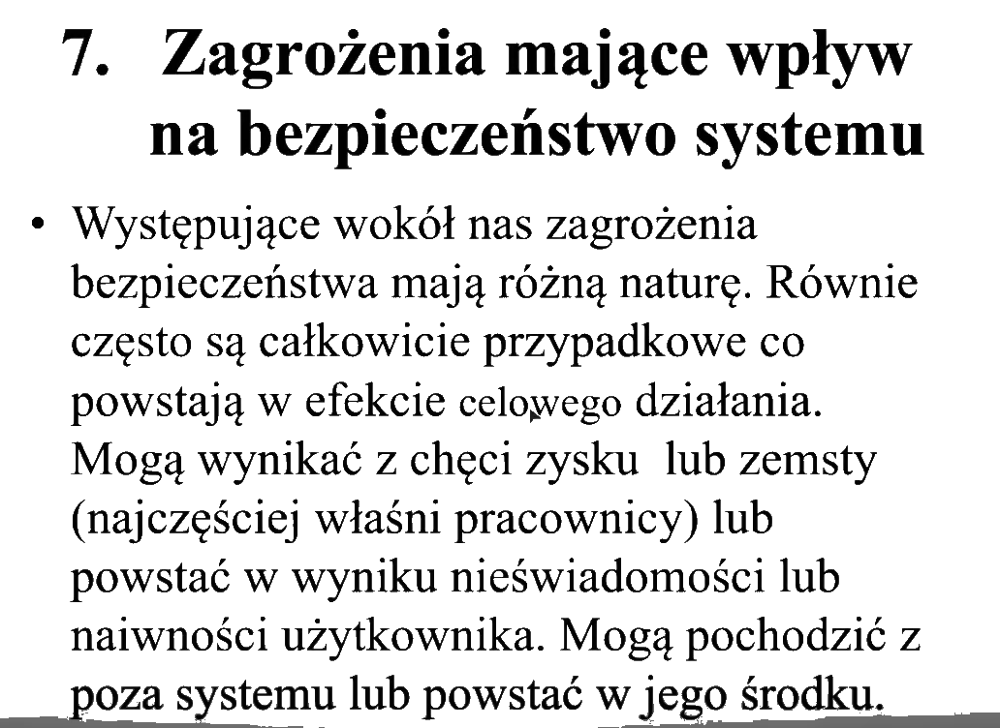 7. Zagrożenia mające wpływ
na bezpieczeństwo systemu
• Występujące wokół nas zagrożenia
bezpieczeństwa mają różną naturę. Równie
często są całkowicie przypadkowe co
powstają w efekcie celowego działania.
Mogą wynikać z chęci zysku lub zemsty
(najczęściej właśni pracownicy) lub
powstać w wyniku nieświadomości lub
naiwności użytkownika. Mogą pochodzić z
poza systemu lub powstać w jego środku.